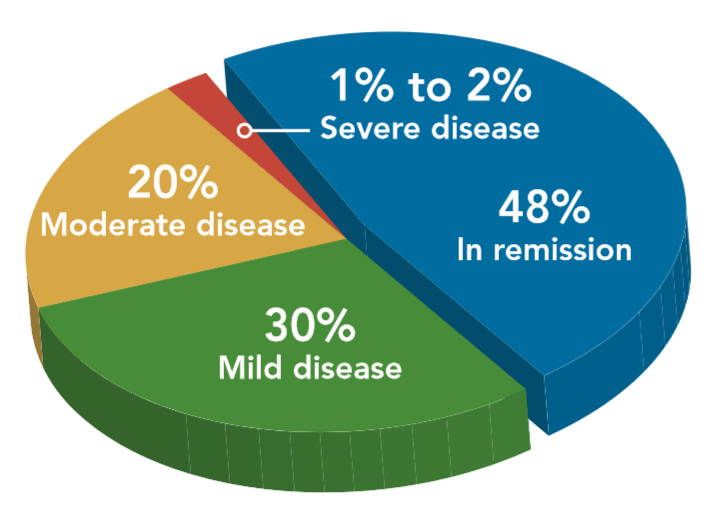 1% to 2%
Severe disease
48%
In remission
20%
Moderate disease
30%
Mild disease